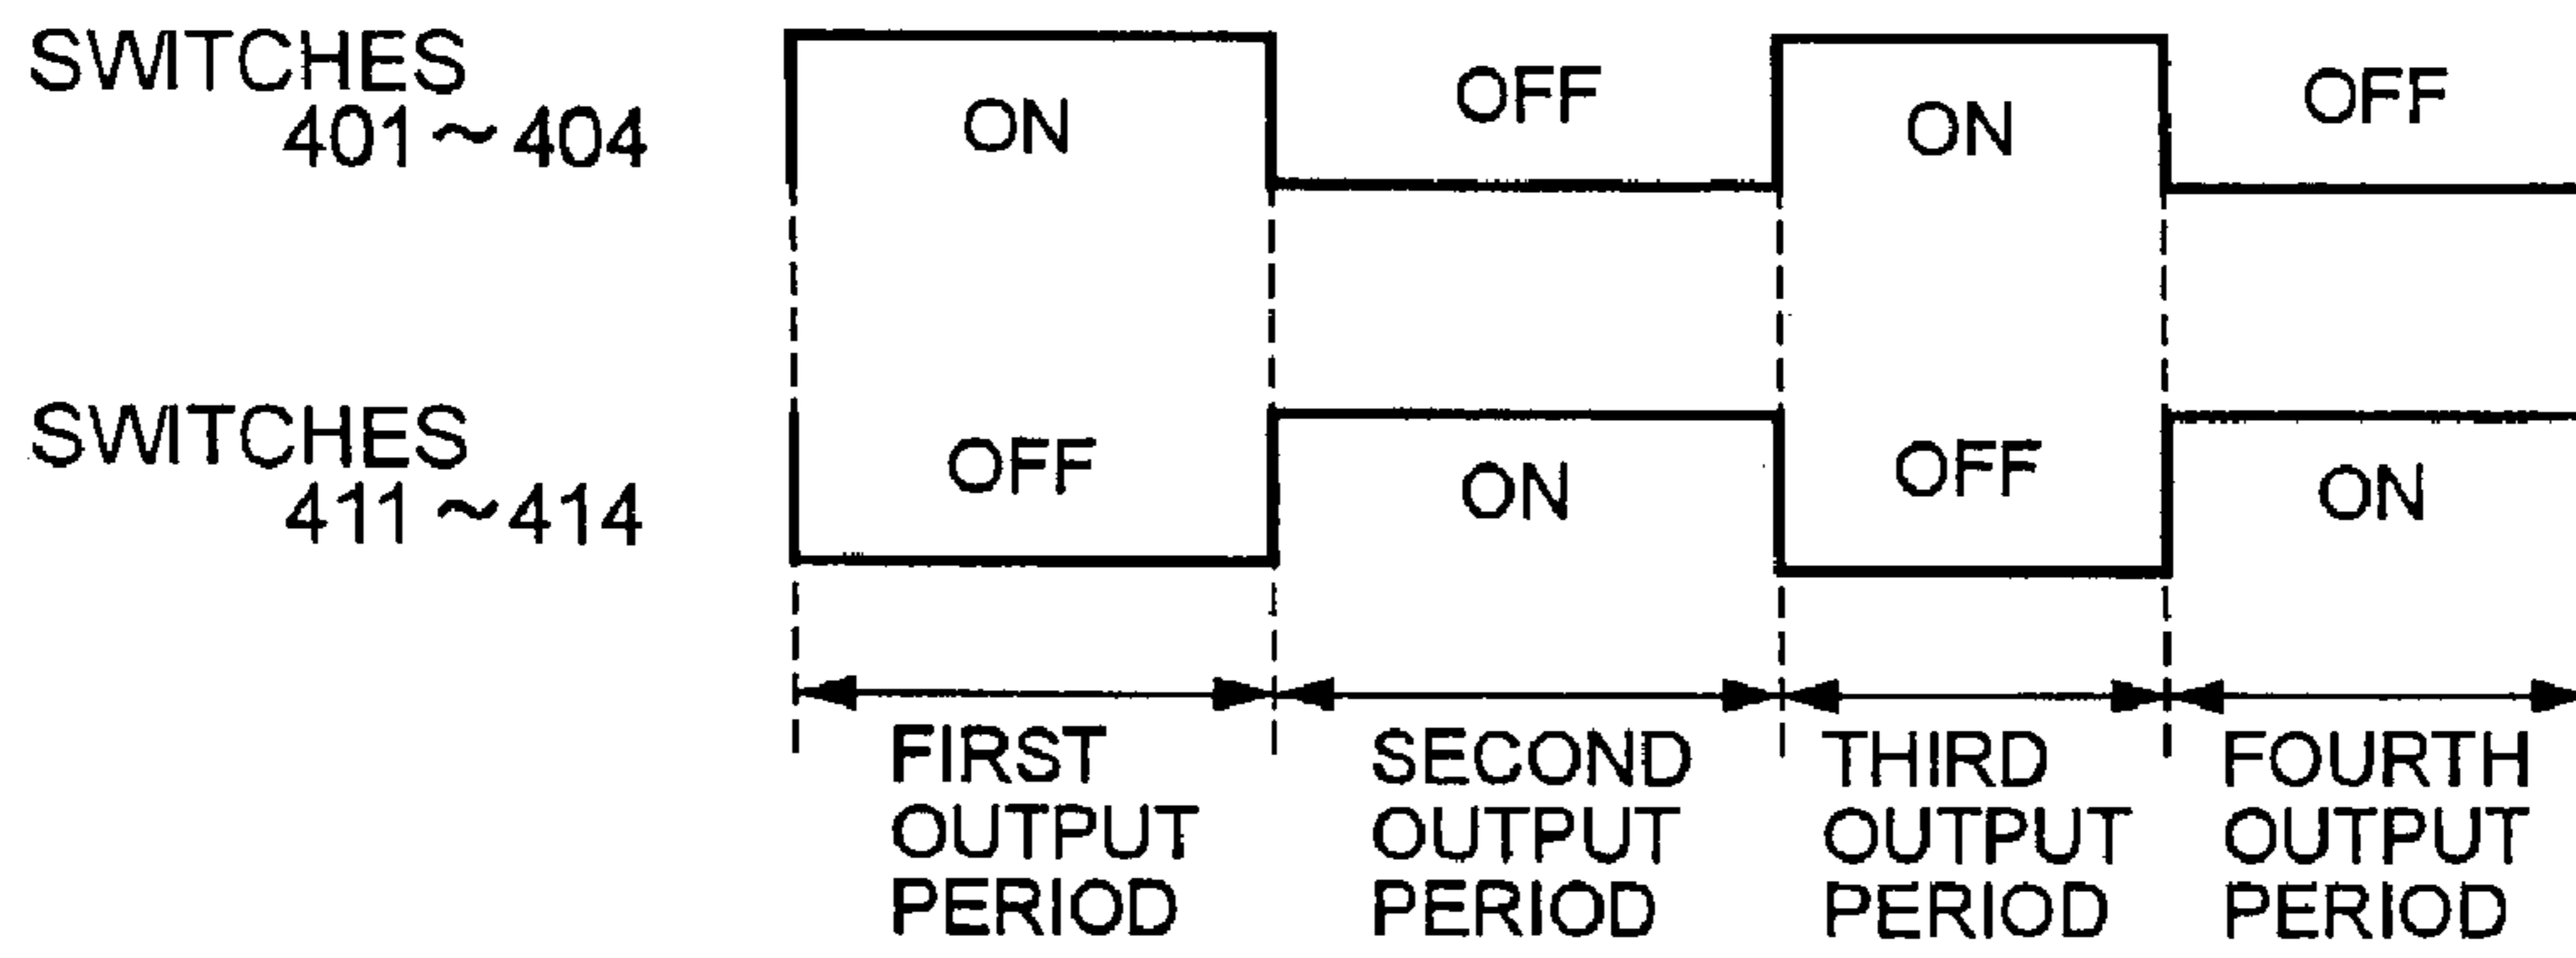 SWITCHES
401~404
ON
OFF
ON
OFF
SWITCHES
411~414
OFF
ON
OFF
ON
FIRST
OUTPUT
PERIOD
SECOND
OUTPUT
PERIOD
THIRD
OUTPUT
PERIOD
FOURTH
OUTPUT
PERIOD